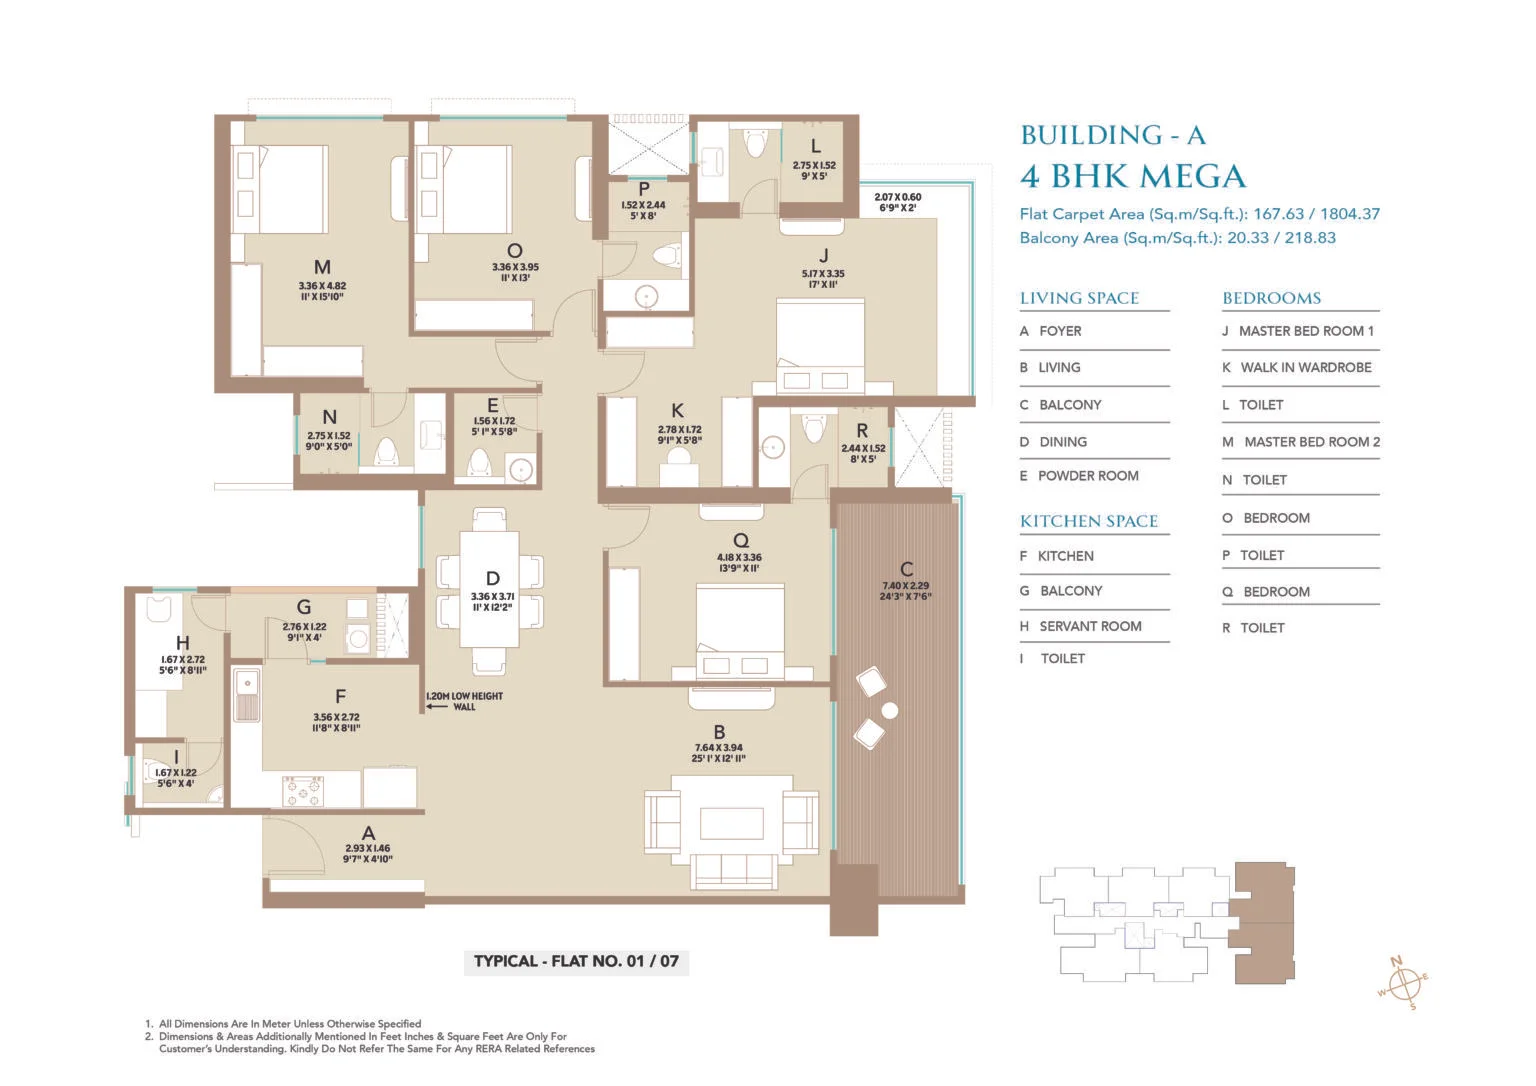 BUILDING - A
4 BHK MEGA
Flat Carpet Area (Sq.m/Sq.ft.): 167.63 / 1804.37
Balcony Area (Sq.m/Sq.ft.): 20.33 / 218.83
LIVING SPACE
A FOYER
B LIVING
C BALCONY
D DINING
E POWDER ROOM
KITCHEN SPACE
F KITCHEN
G BALCONY
H SERVANT ROOM
I TOILET
BEDROOMS
J MASTER BED ROOM 1
K WALK IN WARDROBE
L TOILET
M MASTER BED ROOM 2
N TOILET
O BEDROOM
P TOILET
Q BEDROOM
R TOILET
L
2.75 X 1.52
9' X 5'
P
1.52 X 2.44
5' X 8'
2.07 X 0.60
6'9" X 2'
M
3.36 X 4.82
11' X 15'10"
O
3.36 X 3.95
11' X 13'
J
5.17 X 3.35
17' X 11'
N
2.75 X 1.52
9'0" X 5'0"
E
1.56 X 1.72
5' 1" X 5'8"
K
2.78 X 1.72
9'1" X 5'8"
R
2.44 X 1.52
8' X 5'
Q
4.18 X 3.36
13'9" X 11'
C
7.40 X 2.29
24'3" X 7'6"
D
3.36 X 3.71
11' X 12'2"
G
2.76 X 1.22
9'1" X 4'
H
1.67 X 2.72
5'6" X 8'11"
F
3.56 X 2.72
11'8" X 8'11"
1.20M LOW HEIGHT
WALL
B
7.64 X 3.94
25' 1' X 12' 11"
I
1.67 X 1.22
5'6" X 4'
A
2.93 X 1.46
9'7" X 4'10"
TYPICAL - FLAT NO. 01 / 07
N
E
W
S
1. All Dimensions Are In Meter Unless Otherwise Specified
2. Dimensions & Areas Additionally Mentioned In Feet Inches & Square Feet Are Only For
Customer's Understanding. Kindly Do Not Refer The Same For Any RERA Related References